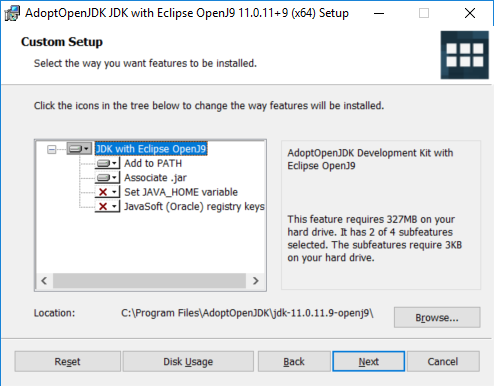 AdoptOpenJDK JDK with Eclipse OpenJ9 11.0.11+9 (x64) Setup
Custom Setup
Select the way you want features to be installed.
Click the icons in the tree below to change the way features will be installed.
JDK with Eclipse OpenJ9
Add to PATH
Associate .jar
Set JAVA_HOME variable
JavaSoft (Oracle) registry keys
AdoptOpenJDK Development Kit with
Eclipse OpenJ9
This feature requires 327MB on your
hard drive. It has 2 of 4 subfeatures
selected. The subfeatures require 3KB
on your hard drive.
Location:
C:\Program Files\AdoptOpenJDK\jdk-11.0.11.9-openj9\
Browse...
Reset
Disk Usage
Back
Next
Cancel